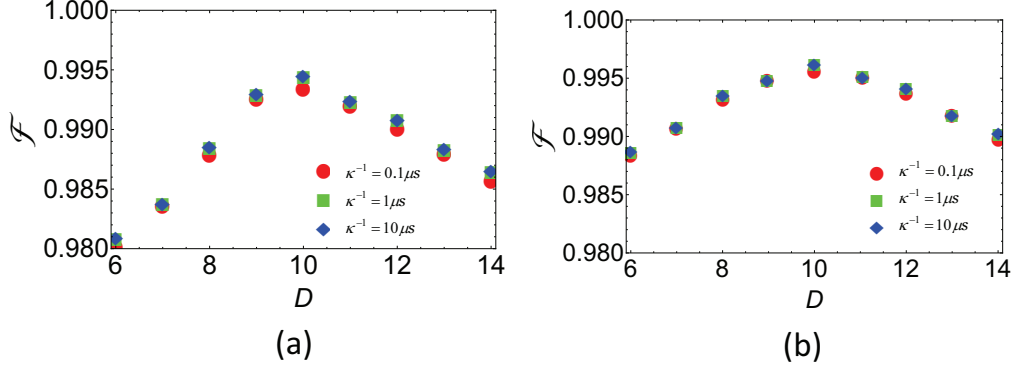 1.000
0.995
0.990
0.985
0.980
ℱ
κ⁻¹ = 0.1μs
κ⁻¹ = 1μs
κ⁻¹ = 10μs
6 8 10 12 14
D
(a)
1.000
0.995
0.990
0.985
0.980
ℱ
κ⁻¹ = 0.1μs
κ⁻¹ = 1μs
κ⁻¹ = 10μs
6 8 10 12 14
D
(b)